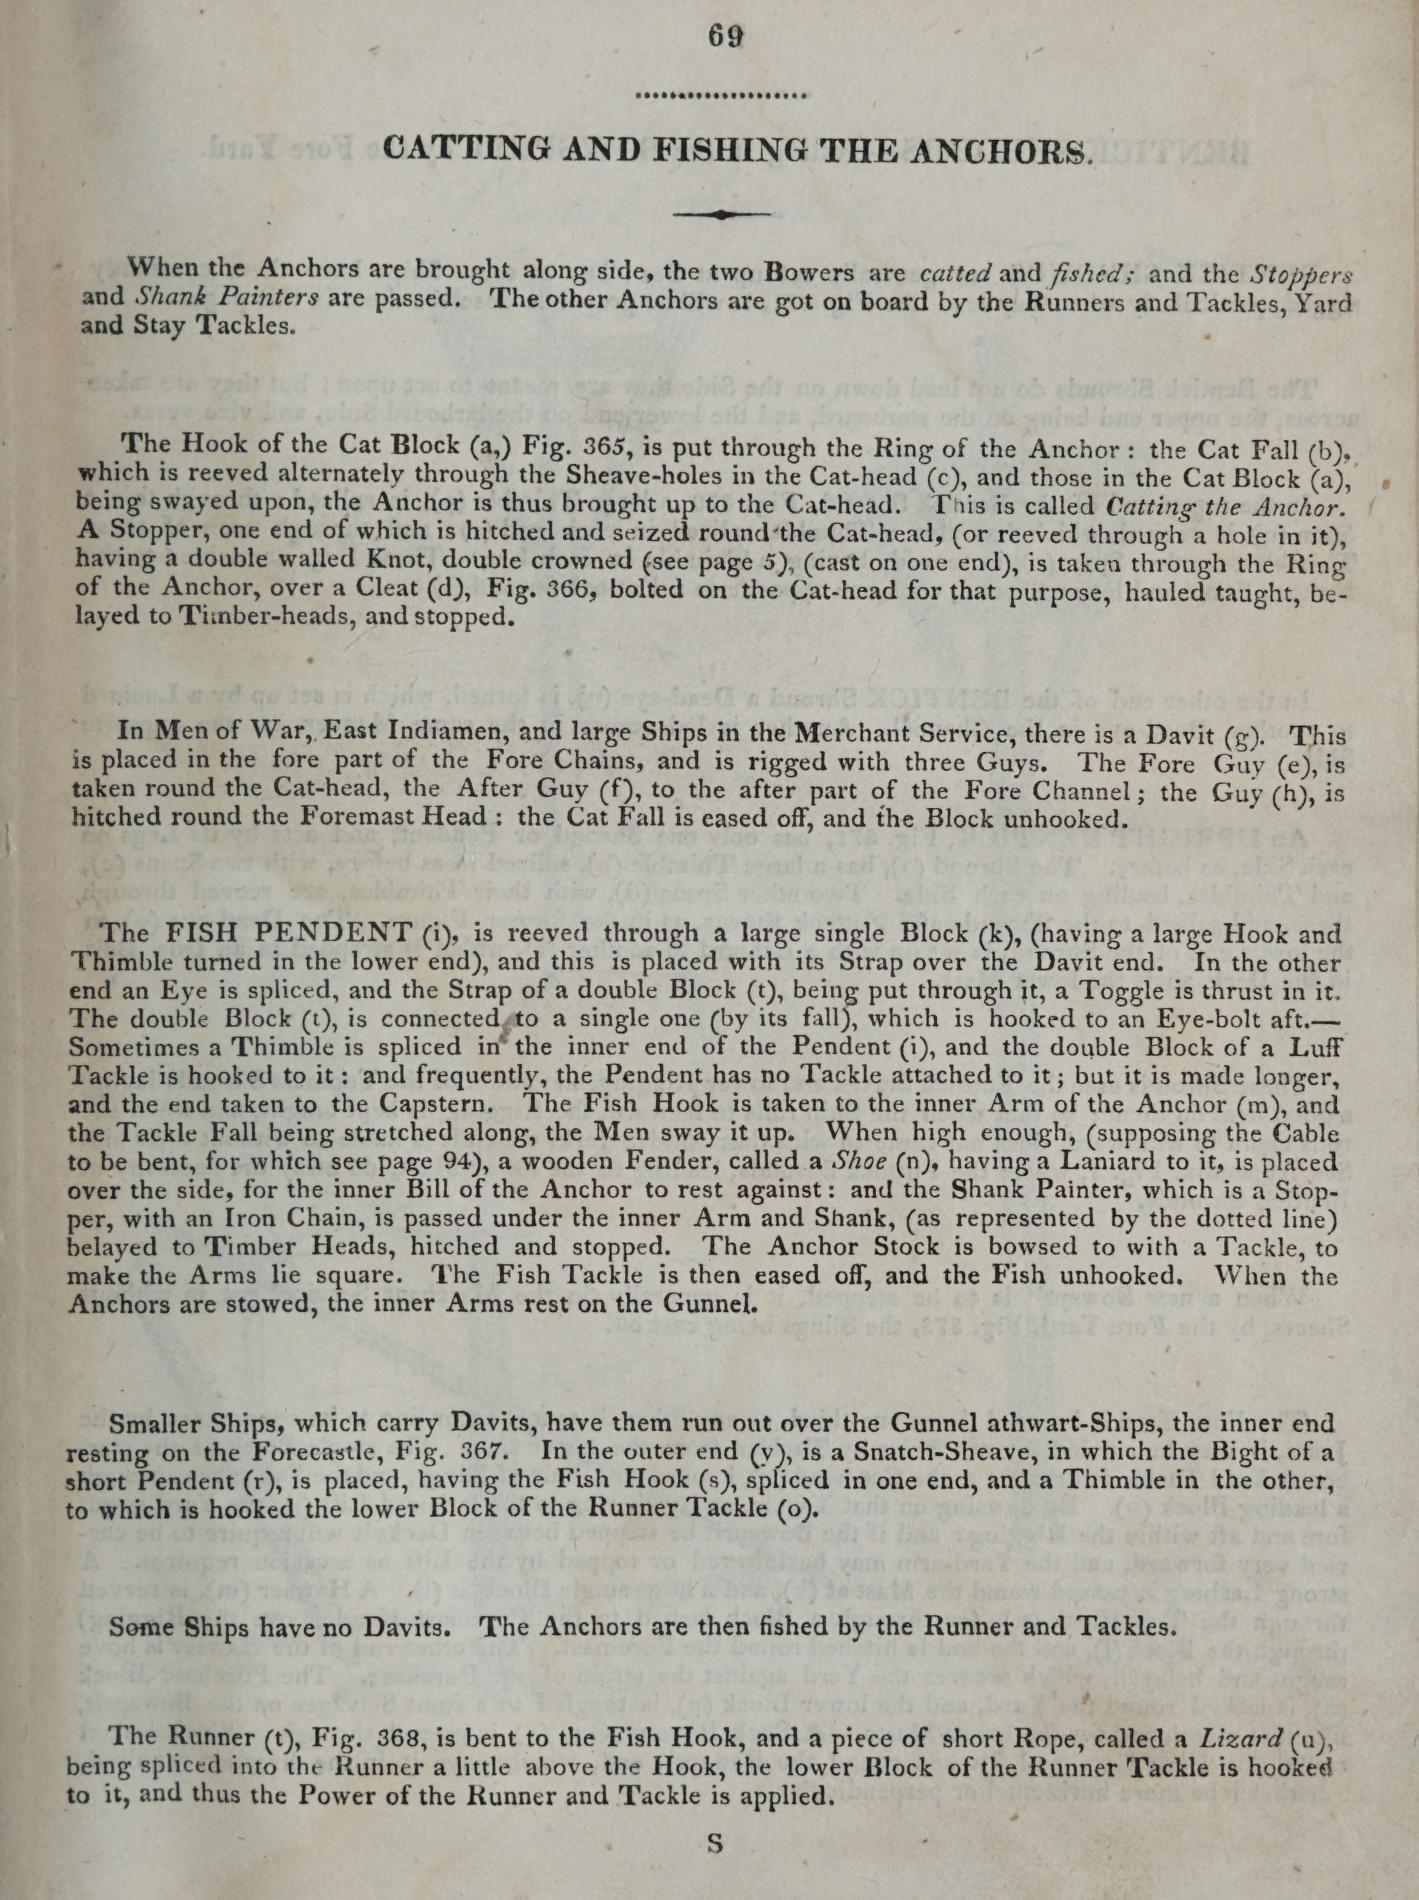 69
CATTING AND FISHING THE ANCHORS.
When the Anchors are brought along side, the two Bowers are catted and fished; and the Stoppers
and Shank Painters are passed. The other Anchors are got on board by the Runners and Tackles, Yard
and Stay Tackles.
The Hook of the Cat Block (a,) Fig. 365, is put through the Ring of the Anchor: the Cat Fall (b),
which is reeved alternately through the Sheave-holes in the Cat-head (c), and those in the Cat Block (a),
being swayed upon, the Anchor is thus brought up to the Cat-head. This is called Catting the Anchor.
A Stopper, one end of which is hitched and seized round the Cat-head, (or reeved through a hole in it),
having a double walled Knot, double crowned (see page 5), (cast on one end), is taken through the Ring
of the Anchor, over a Cleat (d), Fig. 366, bolted on the Cat-head for that purpose, hauled taught, be-
layed to Timber-heads, and stopped.
In Men of War, East Indiamen, and large Ships in the Merchant Service, there is a Davit (g). This
is placed in the fore part of the Fore Chains, and is rigged with three Guys. The Fore Guy (e), is
taken round the Cat-head, the After Guy (f), to the after part of the Fore Channel; the Guy (h), is
hitched round the Foremast Head: the Cat Fall is eased off, and the Block unhooked.
The FISH PENDENT (i), is reeved through a large single Block (k), (having a large Hook and
Thimble turned in the lower end), and this is placed with its Strap over the Davit end. In the other
end an Eye is spliced, and the Strap of a double Block (t), being put through it, a Toggle is thrust in it.
The double Block (t), is connected to a single one (by its fall), which is hooked to an Eye-bolt aft.—
Sometimes a Thimble is spliced in the inner end of the Pendent (i), and the double Block of a Luff
Tackle is hooked to it: and frequently, the Pendent has no Tackle attached to it; but it is made longer,
and the end taken to the Capstern. The Fish Hook is taken to the inner Arm of the Anchor (m), and
the Tackle Fall being stretched along, the Men sway it up. When high enough, (supposing the Cable
to be bent, for which see page 94), a wooden Fender, called a Shoe (n), having a Laniard to it, is placed
over the side, for the inner Bill of the Anchor to rest against: and the Shank Painter, which is a Stop-
per, with an Iron Chain, is passed under the inner Arm and Shank, (as represented by the dotted line)
belayed to Timber Heads, hitched and stopped. The Anchor Stock is bowsed to with a Tackle, to
make the Arms lie square. The Fish Tackle is then eased off, and the Fish unhooked. When the
Anchors are stowed, the inner Arms rest on the Gunnel.
Smaller Ships, which carry Davits, have them run out over the Gunnel athwart-Ships, the inner end
resting on the Forecastle, Fig. 367. In the outer end (y), is a Snatch-Sheave, in which the Bight of a
short Pendent (r), is placed, having the Fish Hook (s), spliced in one end, and a Thimble in the other,
to which is hooked the lower Block of the Runner Tackle (o).
Some Ships have no Davits. The Anchors are then fished by the Runner and Tackles.
The Runner (t), Fig. 368, is bent to the Fish Hook, and a piece of short Rope, called a Lizard (u),
being spliced into the Runner a little above the Hook, the lower Block of the Runner Tackle is hooked
to it, and thus the Power of the Runner and Tackle is applied.
S